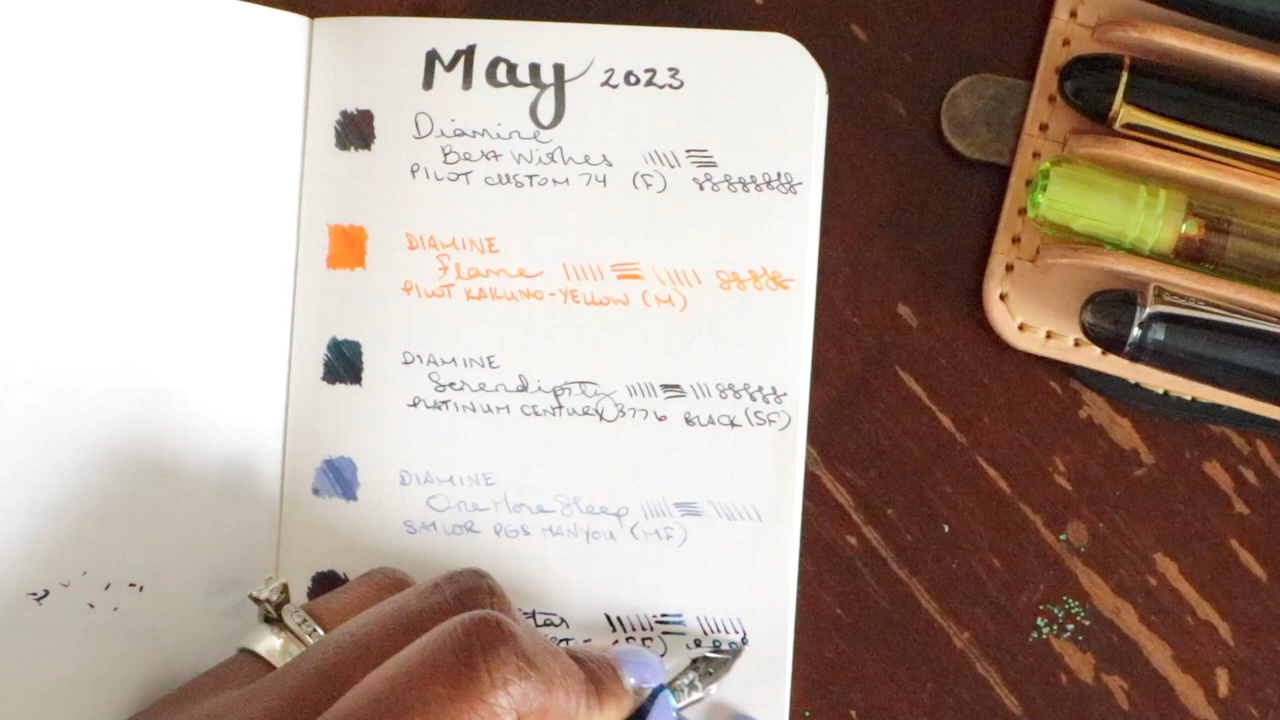 May 2023
Diamine
Best Wishes
PILOT CUSTOM 74 (F)
DIAMINE
Flame
PILOT KAKUNO-YELLOW (M)
DIAMINE
Serendipity
PLATINUM CENTURY 3776 BLACK (SF)
DIAMINE
One More Sleep
SAILOR PGS MANYOU (MF)